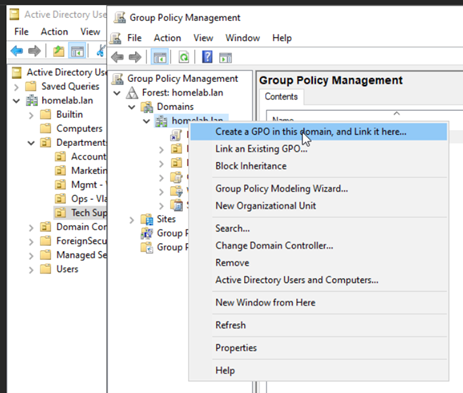 Active Directory Use
File Action View
Active Directory Use
Saved Queries
homelab.lan
Builtin
Computers
Department
Account
Marketin
Mgmt -
Ops - Vla
Tech Sup
Domain Con
ForeignSecu
Managed Se
Users
Group Policy Management
File Action View Window Help
Group Policy Management
Forest: homelab.lan
Domains
homelab.lan
Sites
Group P
Group P
Group Policy Management
Contents
Name
Create a GPO in this domain, and Link it here...
Link an Existing GPO...
Block Inheritance
Group Policy Modeling Wizard...
New Organizational Unit
Search...
Change Domain Controller...
Remove
Active Directory Users and Computers...
New Window from Here
Refresh
Properties
Help